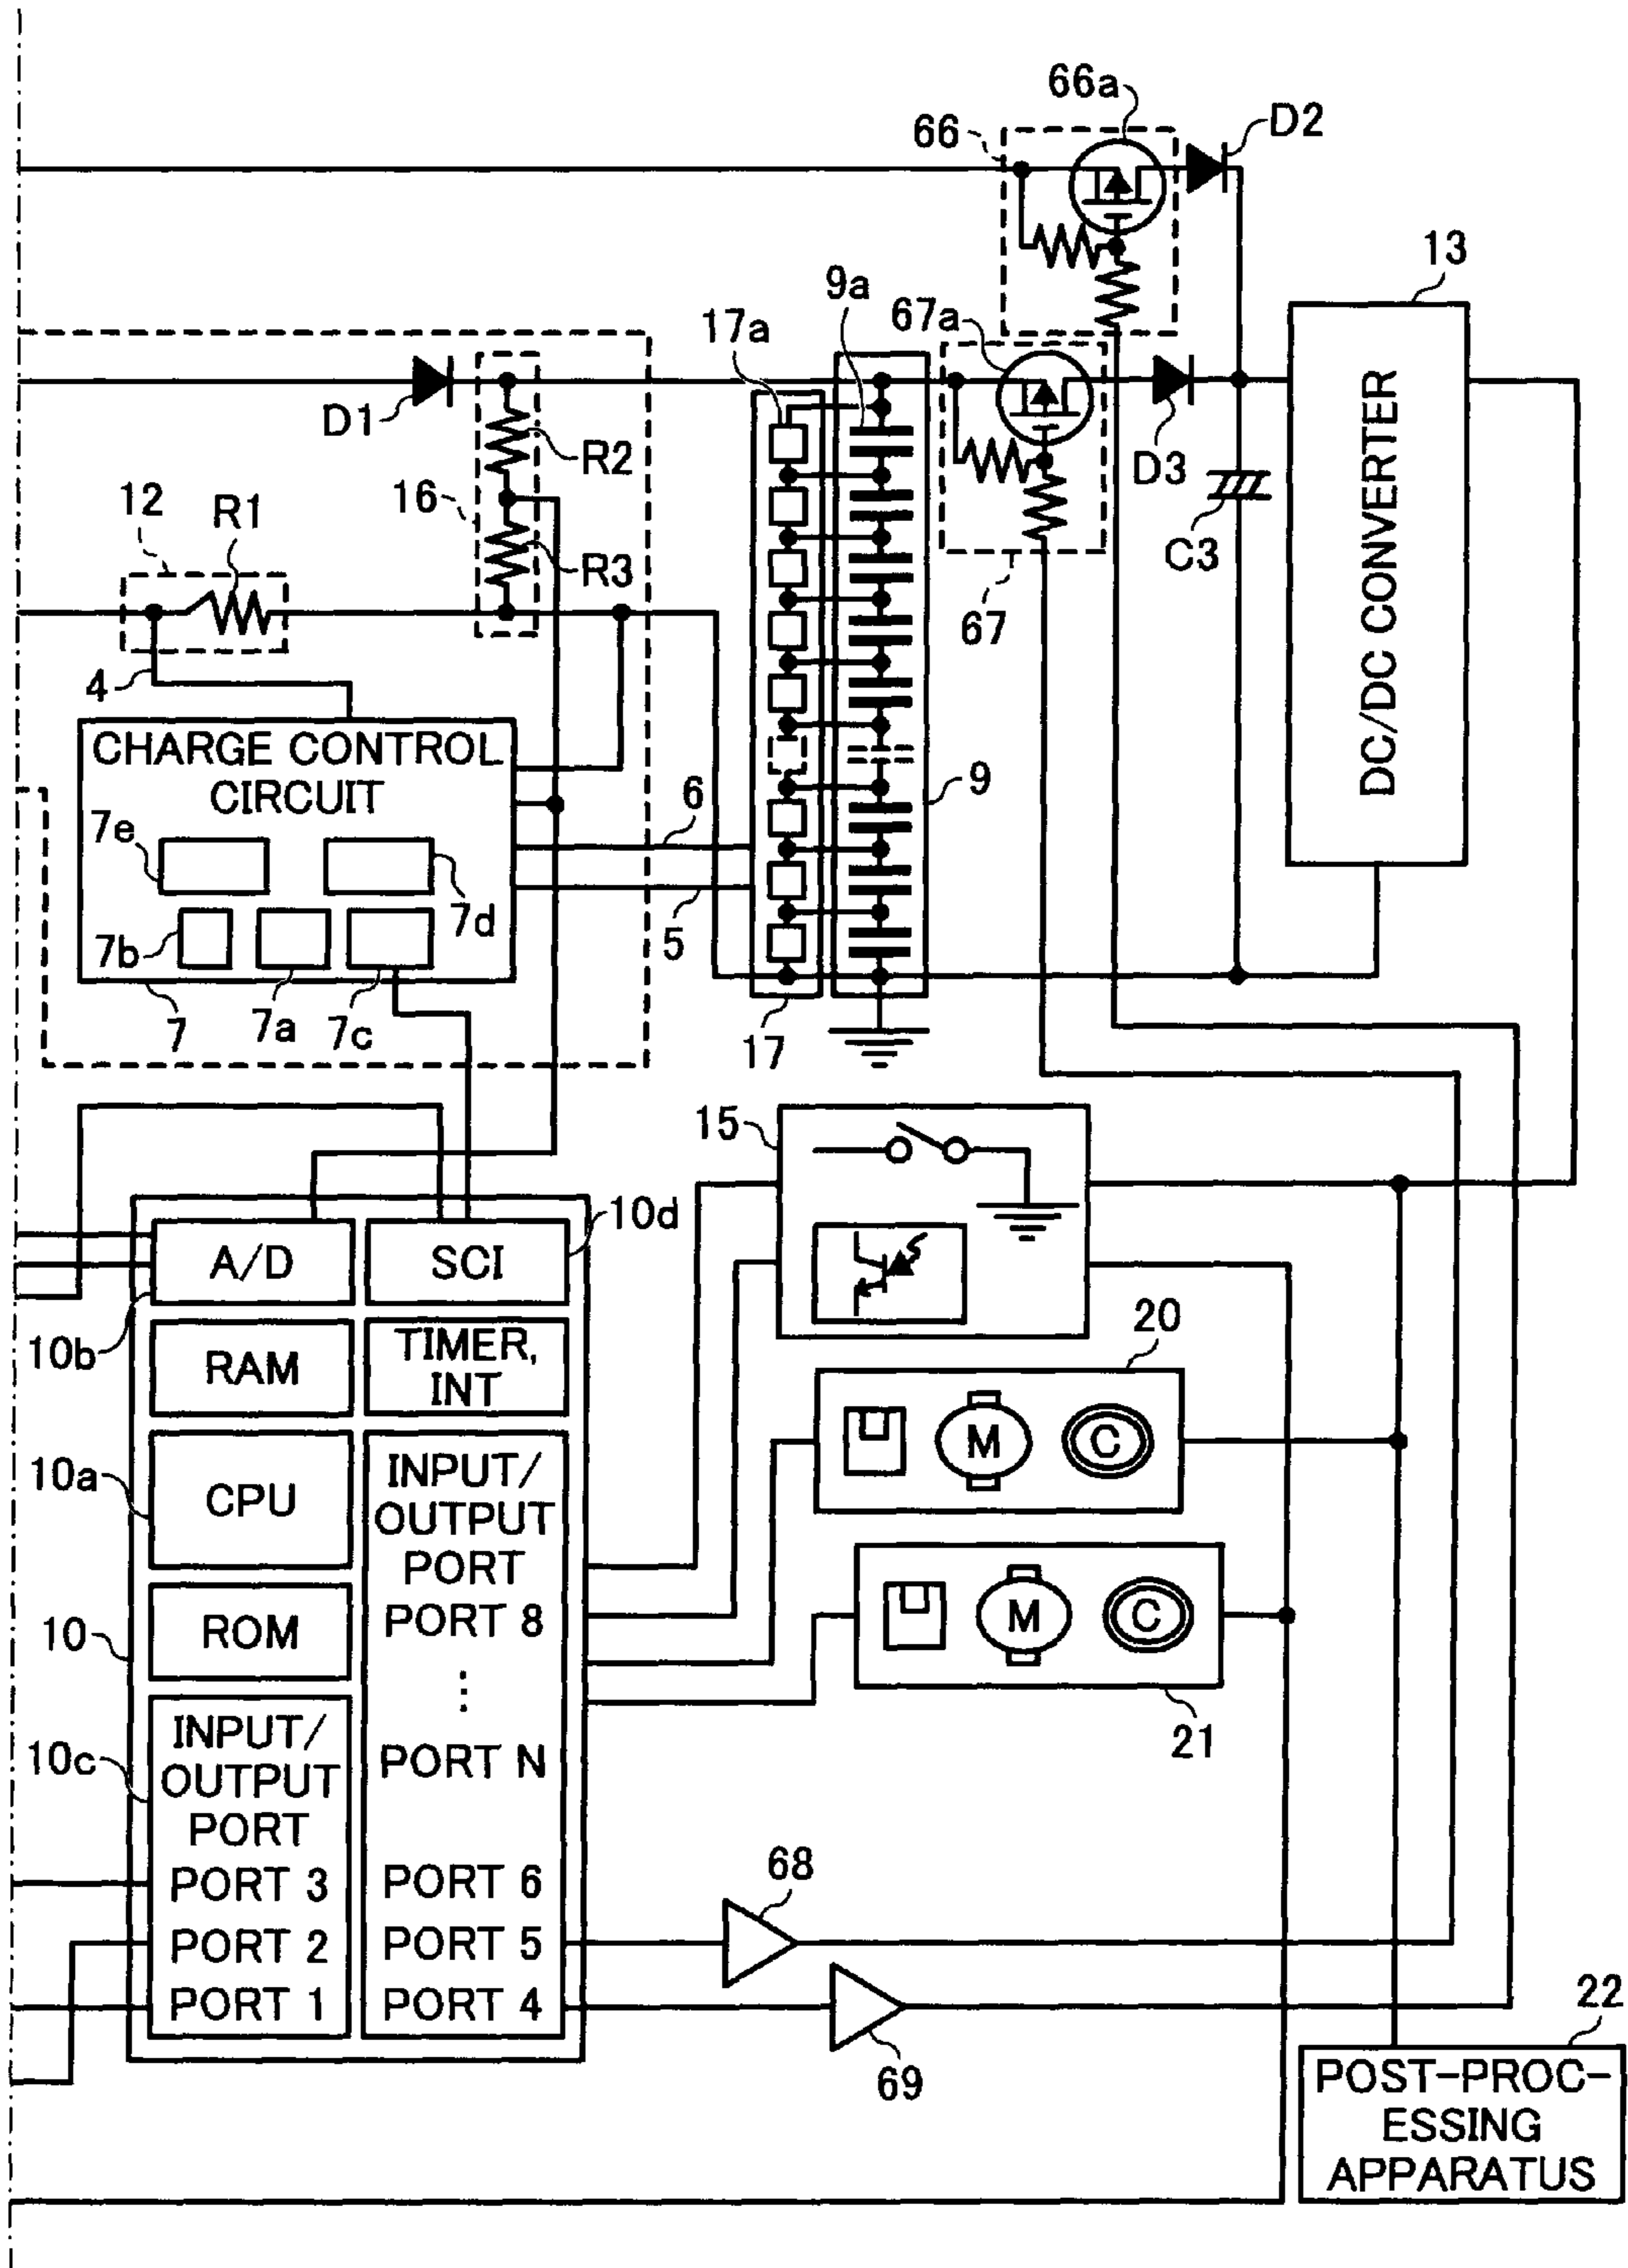 66a
66
D2
13
9a
67a
17a
D1
R2
D3
16
12
R1
C3
R3
67
4
DC/DC CONVERTER
CHARGE CONTROL
CIRCUIT
6
9
7e
7d
5
7b
7
7a
7c
17
15
10d
A/D
SCI
10b
20
RAM
TIMER,
INT
M
C
10a
CPU
INPUT/
OUTPUT
PORT
PORT 8
⋮
PORT N
M
C
10
ROM
21
10c
INPUT/
OUTPUT
PORT
PORT 3
PORT 2
PORT 1
PORT 6
PORT 5
PORT 4
68
69
22
POST-PROC-
ESSING
APPARATUS